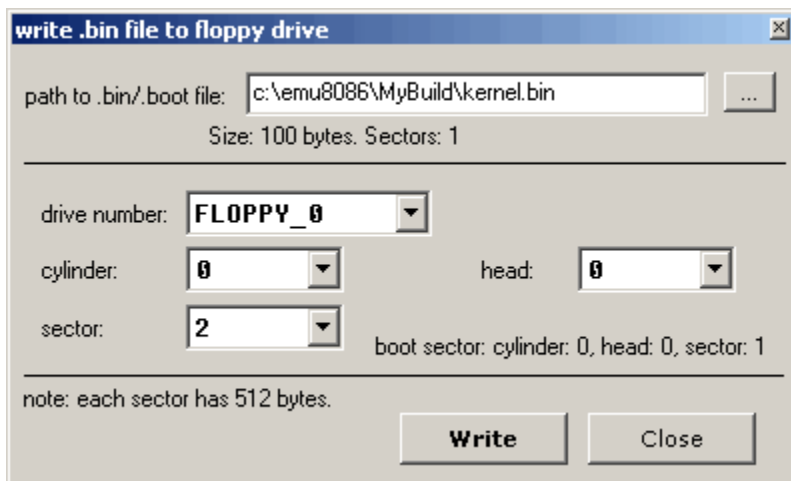 write .bin file to floppy drive
path to .bin/.boot file: c:\emu8086\MyBuild\kernel.bin ...
Size: 100 bytes. Sectors: 1
drive number: FLOPPY_0
cylinder: 0 head: 0
sector: 2
boot sector: cylinder: 0, head: 0, sector: 1
note: each sector has 512 bytes.
Write Close